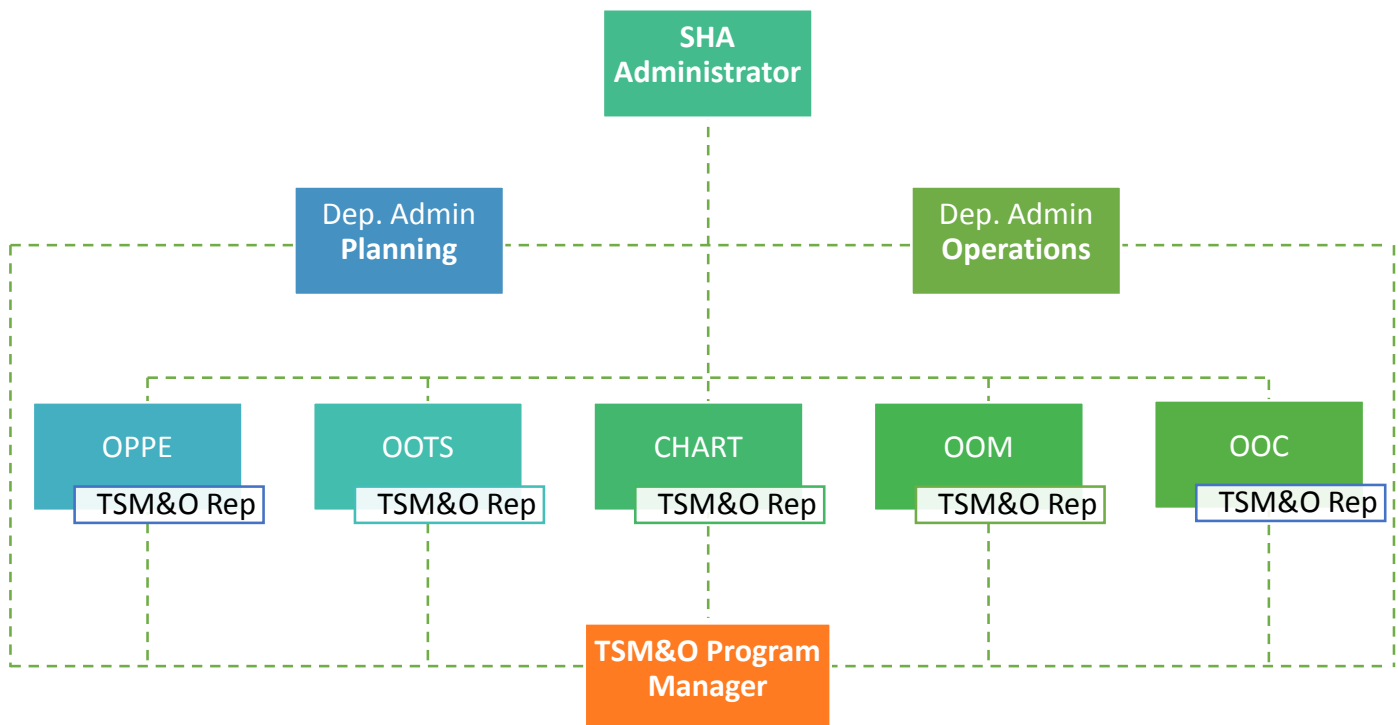 SHA
Administrator
Dep. Admin
Planning
Dep. Admin
Operations
OPPE
OOTS
CHART
OOM
OOC
TSM&O Rep
TSM&O Rep
TSM&O Rep
TSM&O Rep
TSM&O Rep
TSM&O Program
Manager